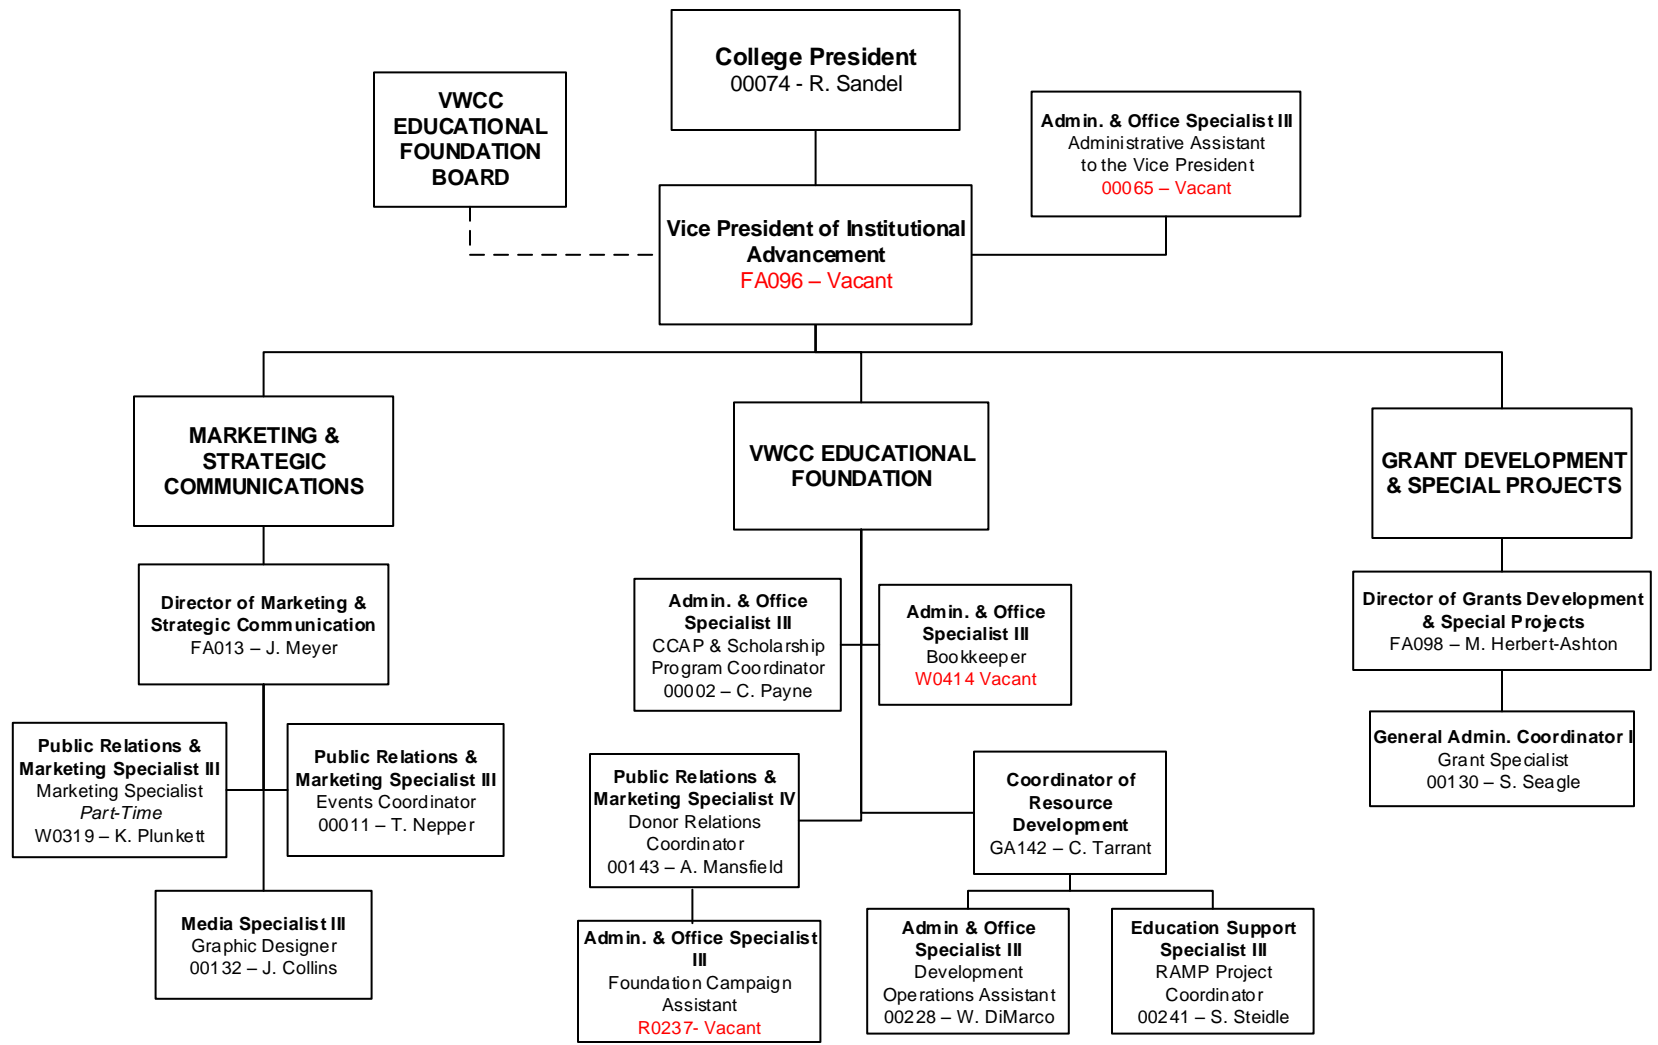 College President
00074 - R. Sandel
VWCC
EDUCATIONAL
FOUNDATION
BOARD
Admin. & Office Specialist III
Administrative Assistant
to the Vice President
00065 – Vacant
Vice President of Institutional
Advancement
FA096 – Vacant
MARKETING &
STRATEGIC
COMMUNICATIONS
VWCC EDUCATIONAL
FOUNDATION
GRANT DEVELOPMENT
& SPECIAL PROJECTS
Director of Marketing &
Strategic Communication
FA013 – J. Meyer
Admin. & Office
Specialist III
CCAP & Scholarship
Program Coordinator
00002 – C. Payne
Admin. & Office
Specialist III
Bookkeeper
W0414 Vacant
Director of Grants Development
& Special Projects
FA098 – M. Herbert-Ashton
Public Relations &
Marketing Specialist III
Marketing Specialist
Part-Time
W0319 – K. Plunkett
Public Relations &
Marketing Specialist III
Events Coordinator
00011 – T. Nepper
Public Relations &
Marketing Specialist IV
Donor Relations
Coordinator
00143 – A. Mansfield
Coordinator of
Resource
Development
GA142 – C. Tarrant
General Admin. Coordinator I
Grant Specialist
00130 – S. Seagle
Media Specialist III
Graphic Designer
00132 – J. Collins
Admin. & Office Specialist
III
Foundation Campaign
Assistant
R0237- Vacant
Admin & Office
Specialist III
Development
Operations Assistant
00228 – W. DiMarco
Education Support
Specialist III
RAMP Project
Coordinator
00241 – S. Steidle